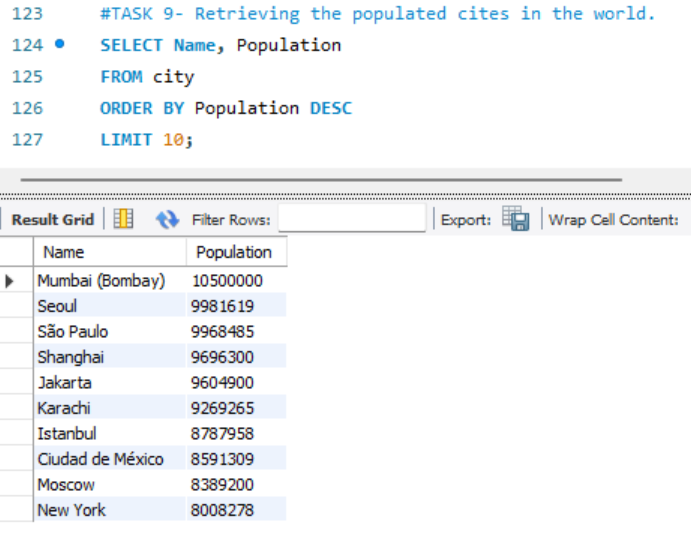 123 #TASK 9- Retrieving the populated cites in the world.
124 SELECT Name, Population
125 FROM city
126 ORDER BY Population DESC
127 LIMIT 10;
Result Grid Filter Rows: Export: Wrap Cell Content:
Name Population
Mumbai (Bombay) 10500000
Seoul 9981619
São Paulo 9968485
Shanghai 9696300
Jakarta 9604900
Karachi 9269265
Istanbul 8787958
Ciudad de México 8591309
Moscow 8389200
New York 8008278